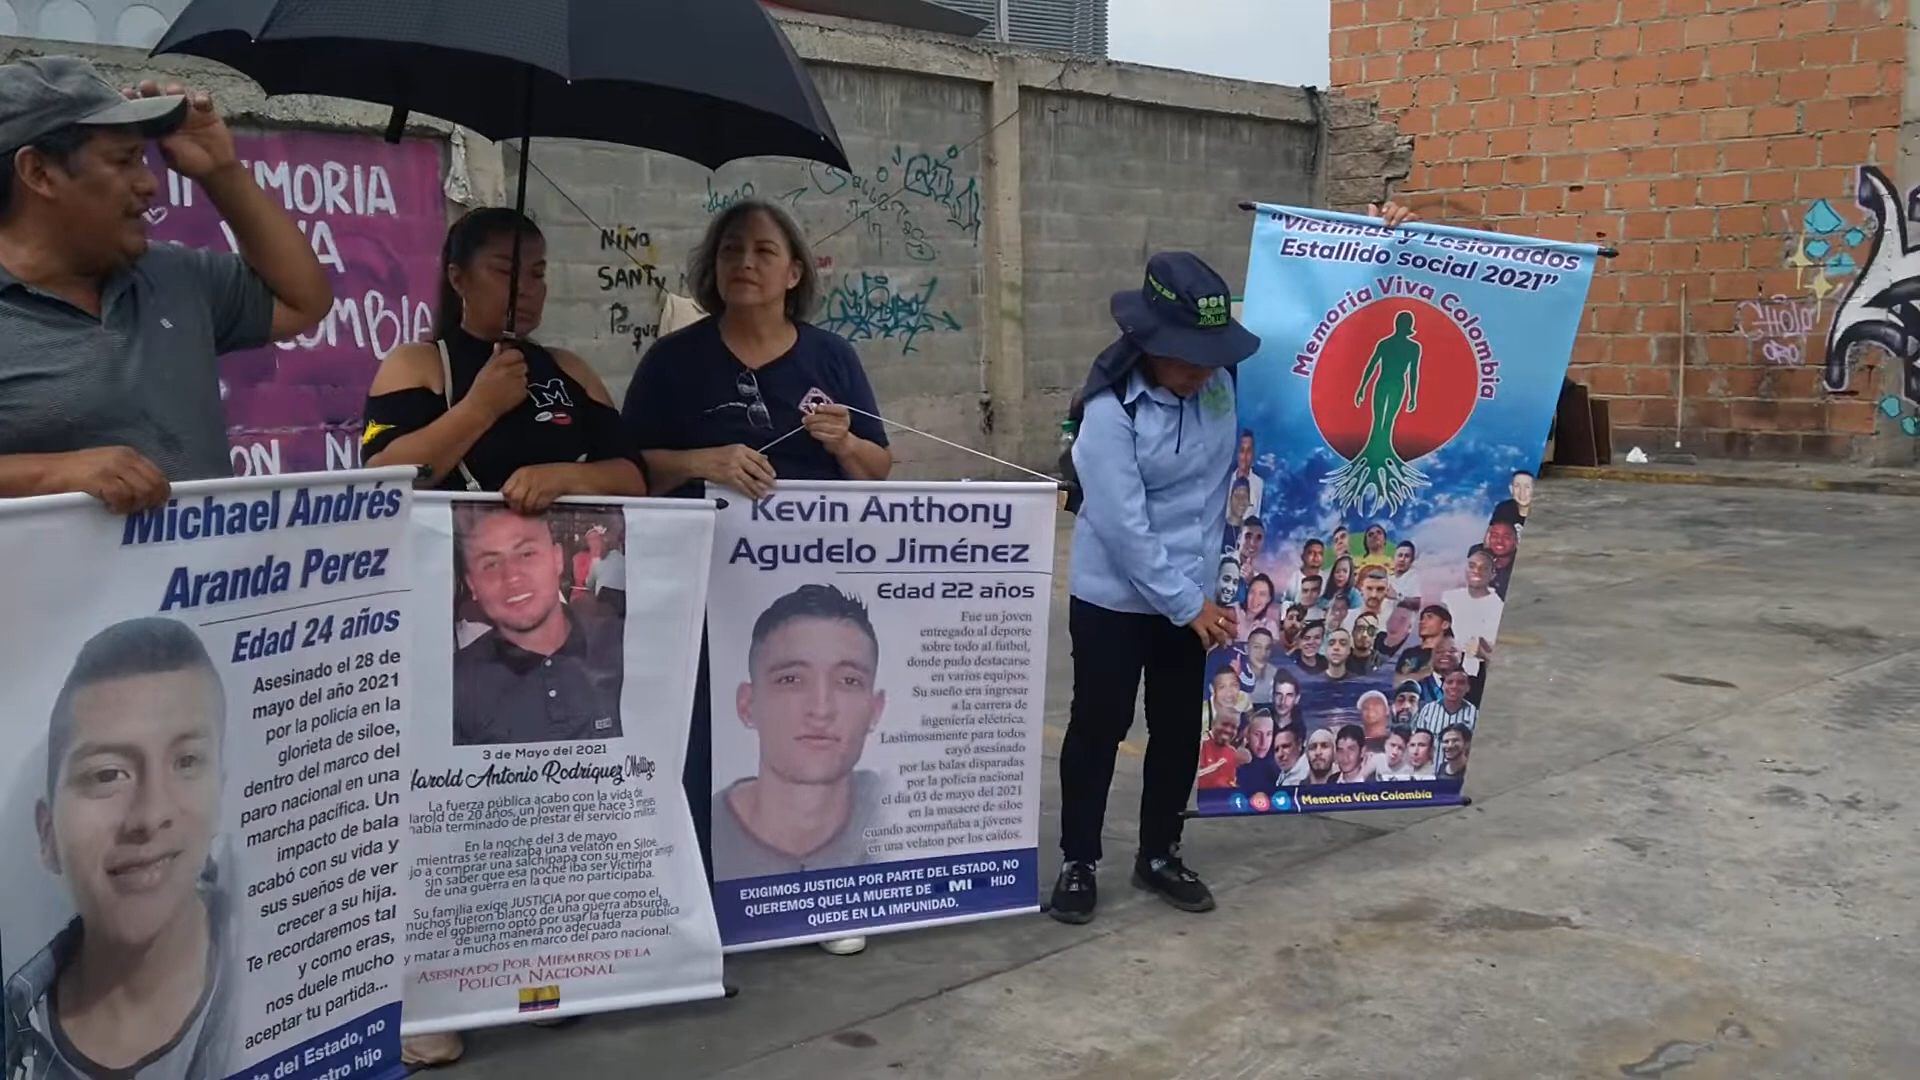 MEMORIA
VIVA
COLOMBIA
NIÑO
SANTY
Michael Andrés
Aranda Perez
Edad 24 años
Asesinado el 28 de
mayo del año 2021
por la policía en la
glorieta de siloe,
dentro del marco del
paro nacional en una
marcha pacífica. Un
impacto de bala
acabó con su vida y
sus sueños de ver
crecer a su hija.
Te recordaremos tal
y como eras,
nos duele mucho
aceptar tu partida...
del Estado, no
hijo
3 de Mayo del 2021
Harold Antonio Rodríguez Mellizo
La fuerza pública acabo con la vida de
Harold de 20 años, un joven que hace 3 meses
había terminado de prestar el servicio militar.
En la noche del 3 de mayo
mientras se realizaba una velaton en Siloe,
a comprar una salchipapa con su mejor amigo
sin saber que esa noche iba ser Víctima
de una guerra en la que no participaba.
Su familia exige JUSTICIA por que como el,
muchos fueron blanco de una guerra absurda,
donde el gobierno optó por usar la fuerza pública
de una manera no adecuada
y matar a muchos en marco del paro nacional.
Asesinado Por Miembros de la
Policía Nacional
Kevin Anthony
Agudelo Jiménez
Edad 22 años
Fue un joven
entregado al deporte
sobre todo al futbol,
donde pudo destacarse
en varios equipos.
Su sueño era ingresar
a la carrera de
ingeniería eléctrica.
Lastimosamente para todos
cayó asesinado
por las balas disparadas
por la policía nacional
el día 03 de mayo del 2021
en la masacre de siloe
cuando acompañaba a jóvenes
en una velaton por los caídos.
EXIGIMOS JUSTICIA POR PARTE DEL ESTADO, NO
QUEREMOS QUE LA MUERTE DE MI HIJO
QUEDE EN LA IMPUNIDAD.
"Víctimas y Lesionados
Estallido social 2021"
Memoria Viva Colombia
Memoria Viva Colombia
M